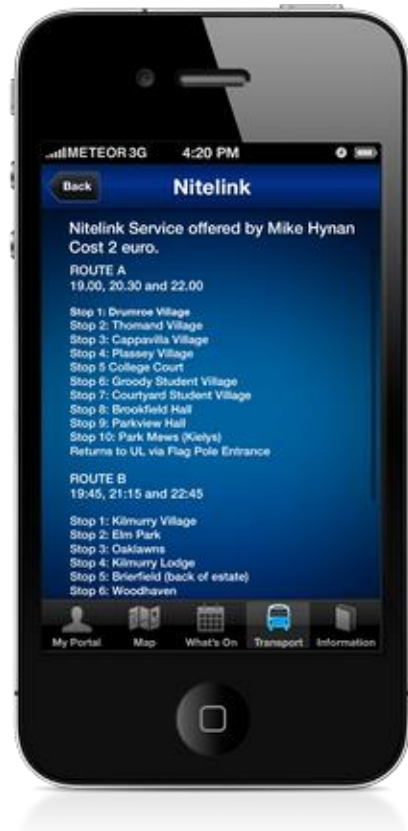 METEOR 3G 4:20 PM
Back Nitelink
Nitelink Service offered by Mike Hynan
Cost 2 euro.
ROUTE A
19.00, 20.30 and 22.00
Stop 1: Drumroe Village
Stop 2: Thomand Village
Stop 3: Cappavilla Village
Stop 4: Plassey Village
Stop 5 College Court
Stop 6: Groody Student Village
Stop 7: Courtyard Student Village
Stop 8: Brookfield Hall
Stop 9: Parkview Hall
Stop 10: Park Mews (Kielys)
Returns to UL via Flag Pole Entrance
ROUTE B
19:45, 21:15 and 22:45
Stop 1: Kilmurry Village
Stop 2: Elm Park
Stop 3: Oaklawns
Stop 4: Kilmurry Lodge
Stop 5: Brierfield (back of estate)
Stop 6: Woodhaven
My Portal Map What's On Transport Information